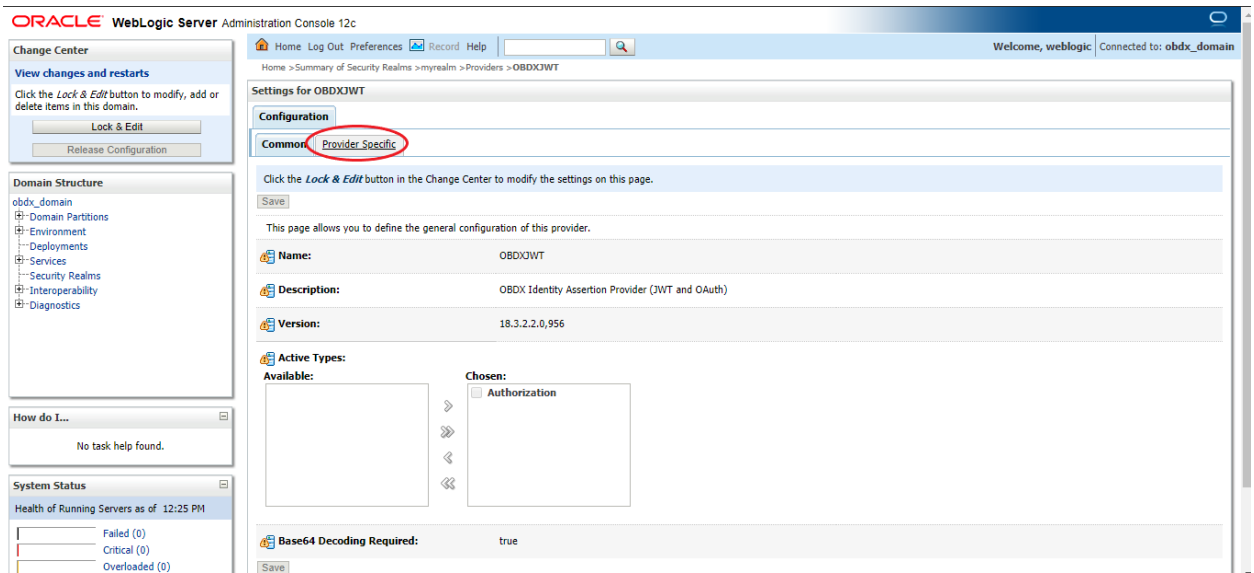 ORACLE WebLogic Server Administration Console 12c
Change Center
View changes and restarts
Click the Lock & Edit button to modify, add or
delete items in this domain.
Lock & Edit
Release Configuration
Domain Structure
obdx_domain
Domain Partitions
Environment
Deployments
Services
Security Realms
Interoperability
Diagnostics
How do I...
No task help found.
System Status
Health of Running Servers as of 12:25 PM
Failed (0)
Critical (0)
Overloaded (0)
Home Log Out Preferences Record Help
Welcome, weblogic Connected to: obdx_domain
Home >Summary of Security Realms >myrealm >Providers >OBDXJWT
Settings for OBDXJWT
Configuration
Common Provider Specific
Click the Lock & Edit button in the Change Center to modify the settings on this page.
Save
This page allows you to define the general configuration of this provider.
Name: OBDXJWT
Description: OBDX Identity Assertion Provider (JWT and OAuth)
Version: 18.3.2.2.0,956
Active Types:
Available: Chosen:
Authorization
Base64 Decoding Required: true
Save